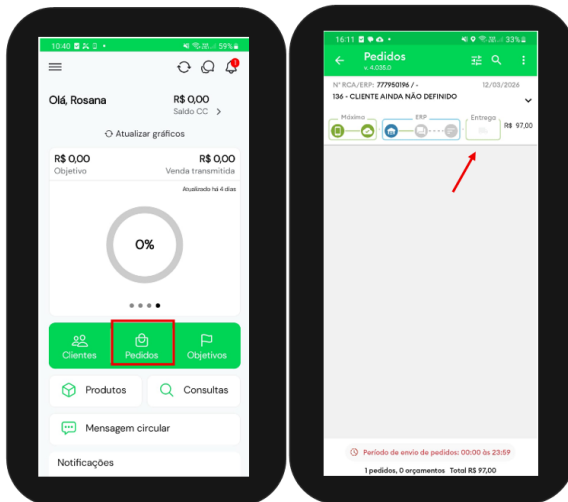 10:40
59%
Olá, Rosana
R$ 0,00
Saldo CC >
Atualizar gráficos
R$ 0,00
Objetivo
R$ 0,00
Venda transmitida
Atualizado há 4 dias
0%
Clientes
Pedidos
Objetivos
Produtos
Consultas
Mensagem circular
Notificações
16:11
33%
Pedidos
v. 4.035.0
N° RCA/ERP: 777950196 / -
12/03/2026
136 - CLIENTE AINDA NÃO DEFINIDO
Máxima
ERP
Entrega
R$ 97,00
Período de envio de pedidos: 00:00 às 23:59
1 pedidos, 0 orçamentos Total R$ 97,00